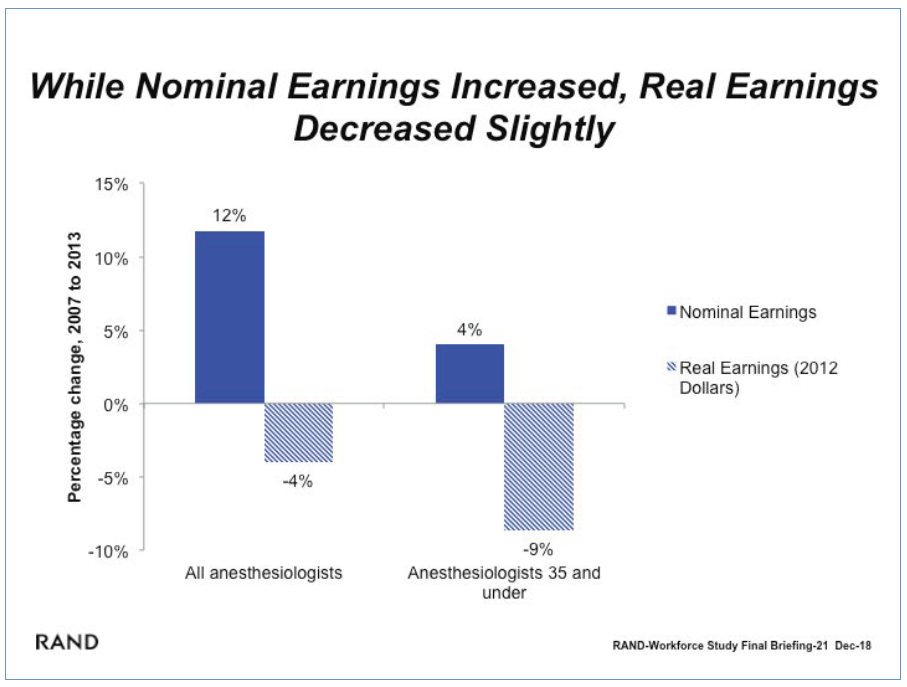 While Nominal Earnings Increased, Real Earnings
Decreased Slightly
Percentage change, 2007 to 2013
15%
10%
5%
0%
-5%
-10%
12%
-4%
4%
-9%
All anesthesiologists
Anesthesiologists 35 and
under
Nominal Earnings
Real Earnings (2012
Dollars)
RAND
RAND-Workforce Study Final Briefing-21 Dec-18